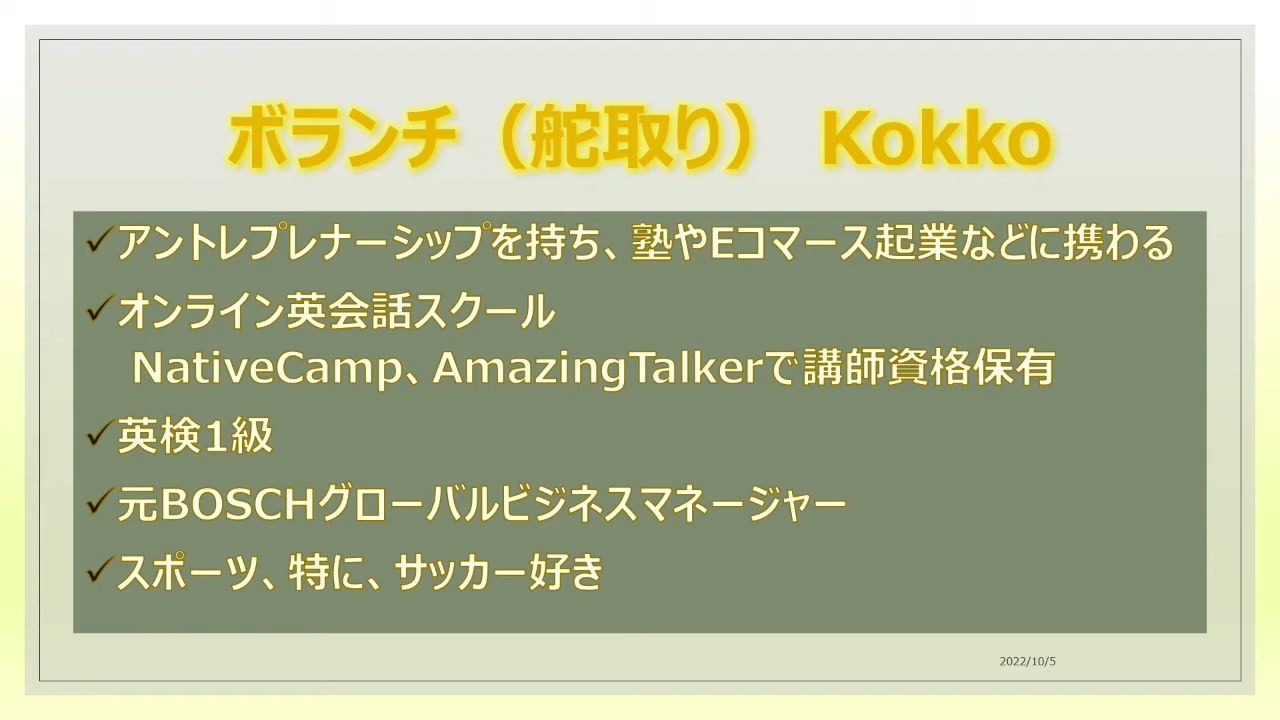 ボランチ（舵取り） Kokko
✓アントレプレナーシップを持ち、塾やEコマース起業などに携わる
✓オンライン英会話スクール
NativeCamp、AmazingTalkerで講師資格保有
✓英検1級
✓元BOSCHグローバルビジネスマネージャー
✓スポーツ、特に、サッカー好き
2022/10/5